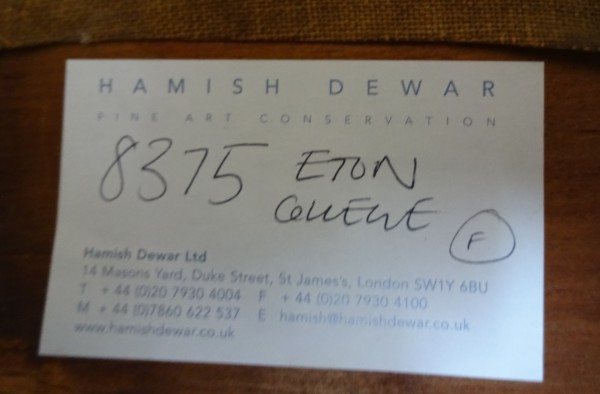 HAMISH DEWAR
FINE ART CONSERVATION
8375 ETON
COLLEGE
F
Hamish Dewar Ltd
14 Masons Yard, Duke Street, St James's, London SW1Y 6BU
T + 44 (0)20 7930 4004 F + 44 (0)20 7930 4100
M + 44 (0)7860 622 537 E hamish@hamishdewar.co.uk
www.hamishdewar.co.uk